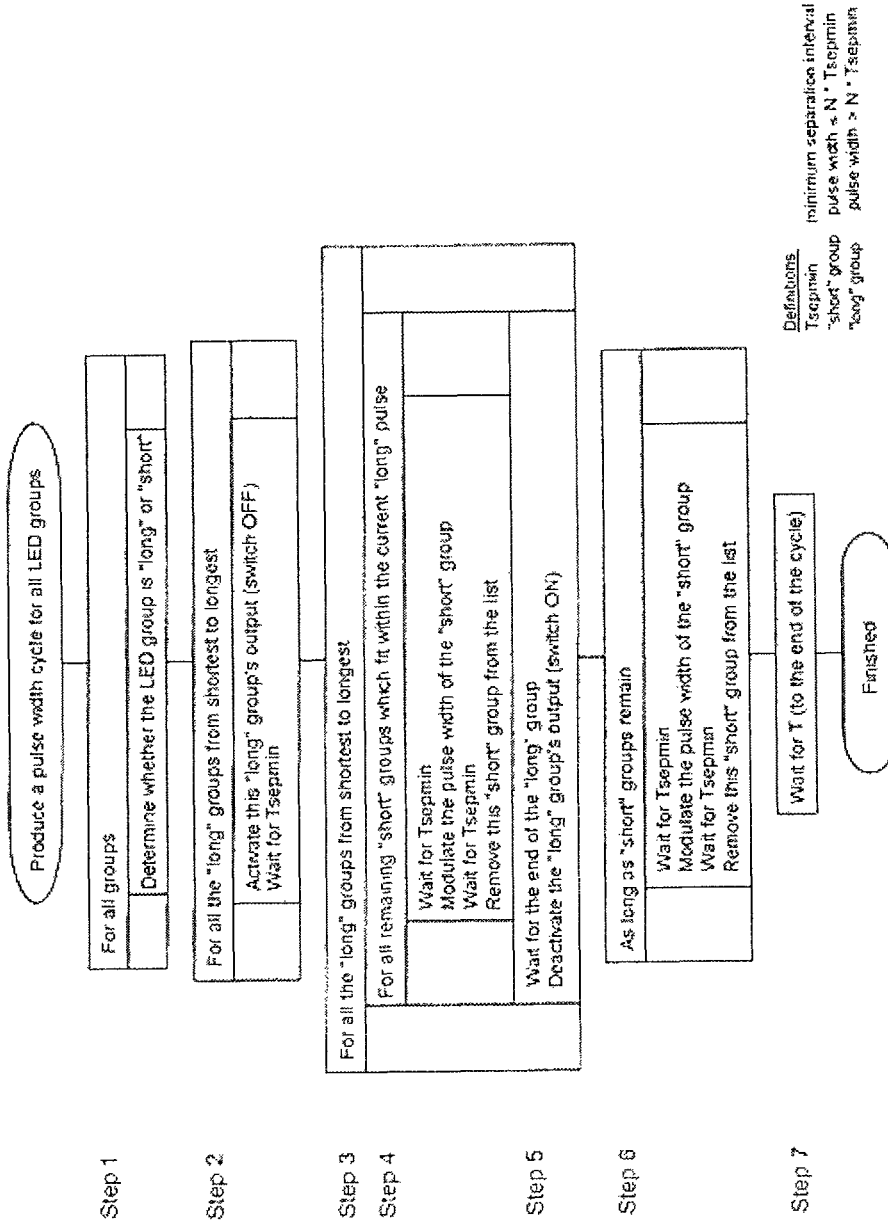 Produce a pulse width cycle for all LED groups
Step 1
For all groups
Determine whether the LED group is "long" or "short"
Step 2
For all the "long" groups from shortest to longest
Activate this "long" group's output (switch OFF)
Wait for Tsepmin
Step 3
For all the "long" groups from shortest to longest
Step 4
For all remaining "short" groups which fit within the current "long" pulse
Wait for Tsepmin
Modulate the pulse width of the "short" group
Wait for Tsepmin
Remove this "short" group from the list
Step 5
Wait for the end of the "long" group
Deactivate the "long" group's output (switch ON)
Step 6
As long as "short" groups remain
Wait for Tsepmin
Modulate the pulse width of the "short" group
Wait for Tsepmin
Remove this "short" group from the list
Step 7
Wait for T (to the end of the cycle)
Finished
Definitions
Tsepmin minimum separation interval
"short" group pulse width ≤ N * Tsepmin
"long" group pulse width > N * Tsepmin